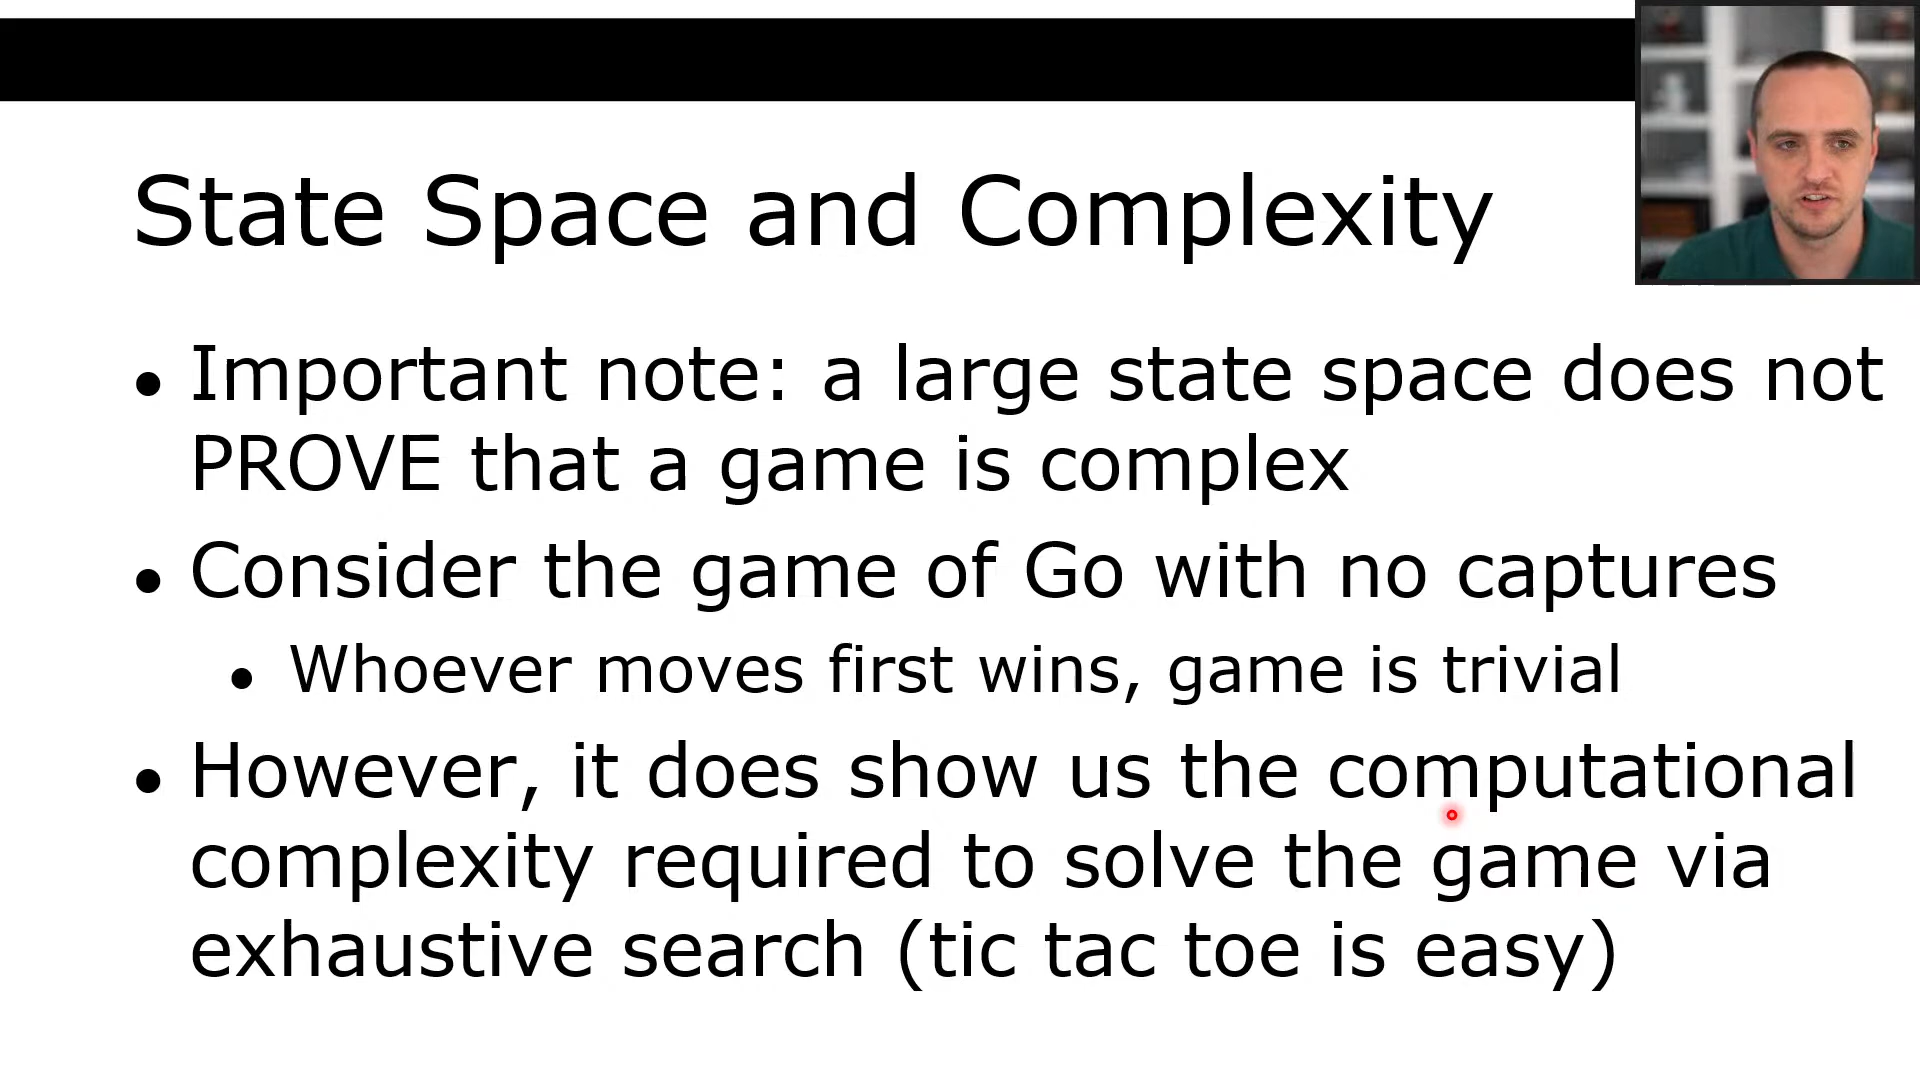 State Space and Complexity
• Important note: a large state space does not
PROVE that a game is complex
• Consider the game of Go with no captures
• Whoever moves first wins, game is trivial
• However, it does show us the computational
complexity required to solve the game via
exhaustive search (tic tac toe is easy)